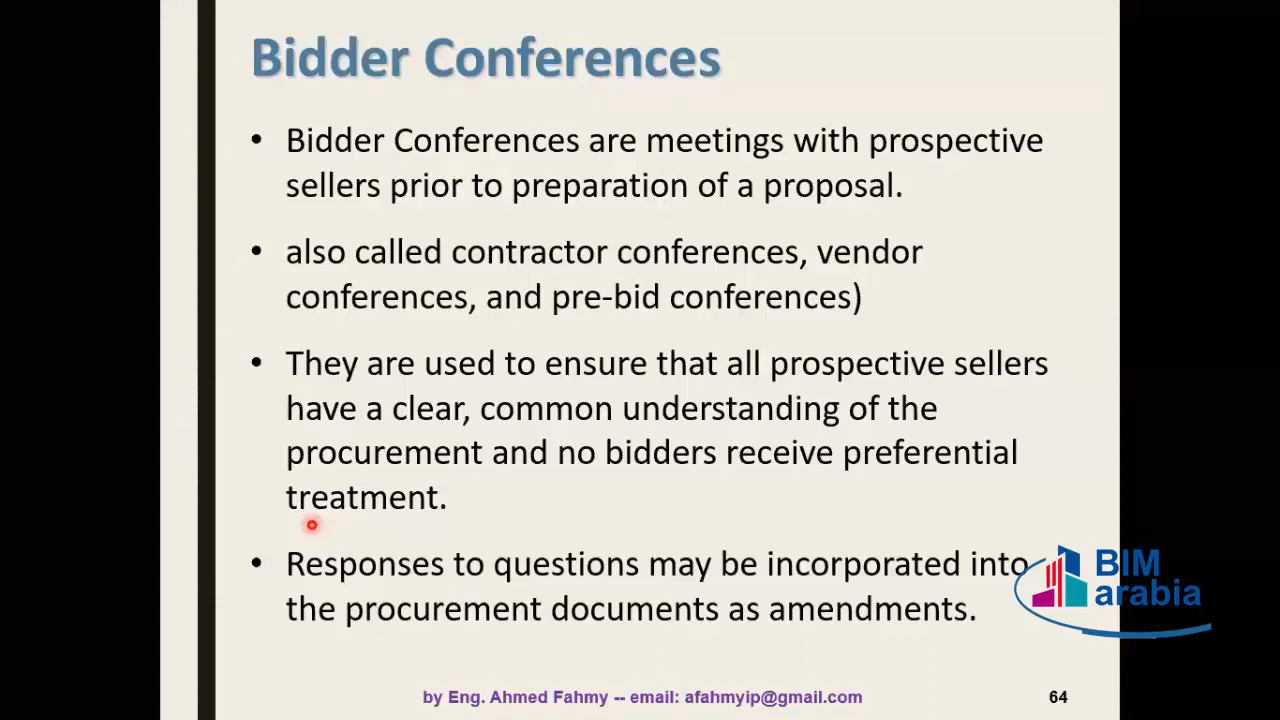 Bidder Conferences
• Bidder Conferences are meetings with prospective
sellers prior to preparation of a proposal.
• also called contractor conferences, vendor
conferences, and pre-bid conferences)
• They are used to ensure that all prospective sellers
have a clear, common understanding of the
procurement and no bidders receive preferential
treatment.
• Responses to questions may be incorporated into
the procurement documents as amendments.
BIM
arabia
by Eng. Ahmed Fahmy -- email: afahmyip@gmail.com
64